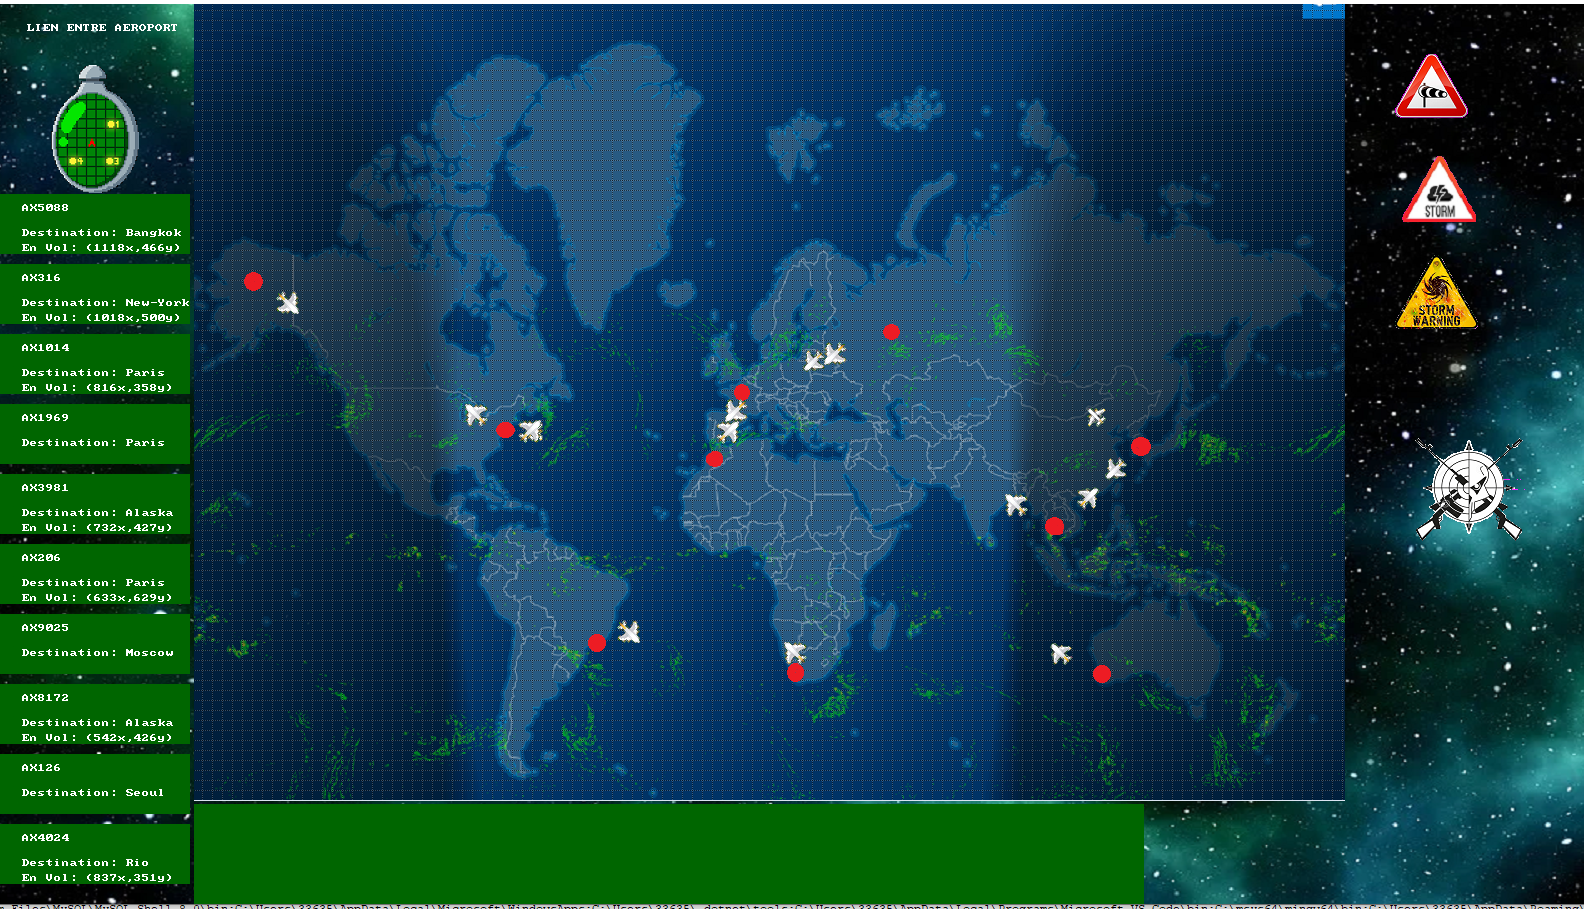 LIEN ENTRE AEROPORT
1
4 3
AX5088
Destination: Bangkok
En Vol: (1118x,466y)
AX316
Destination: New-York
En Vol: (1018x,500y)
AX1014
Destination: Paris
En Vol: (816x,358y)
AX1969
Destination: Paris
AX3981
Destination: Alaska
En Vol: (732x,427y)
AX206
Destination: Paris
En Vol: (633x,629y)
AX9025
Destination: Moscow
AX8172
Destination: Alaska
En Vol: (542x,426y)
AX126
Destination: Seoul
AX4024
Destination: Rio
En Vol: (837x,351y)
STORM
STORM
WARNING